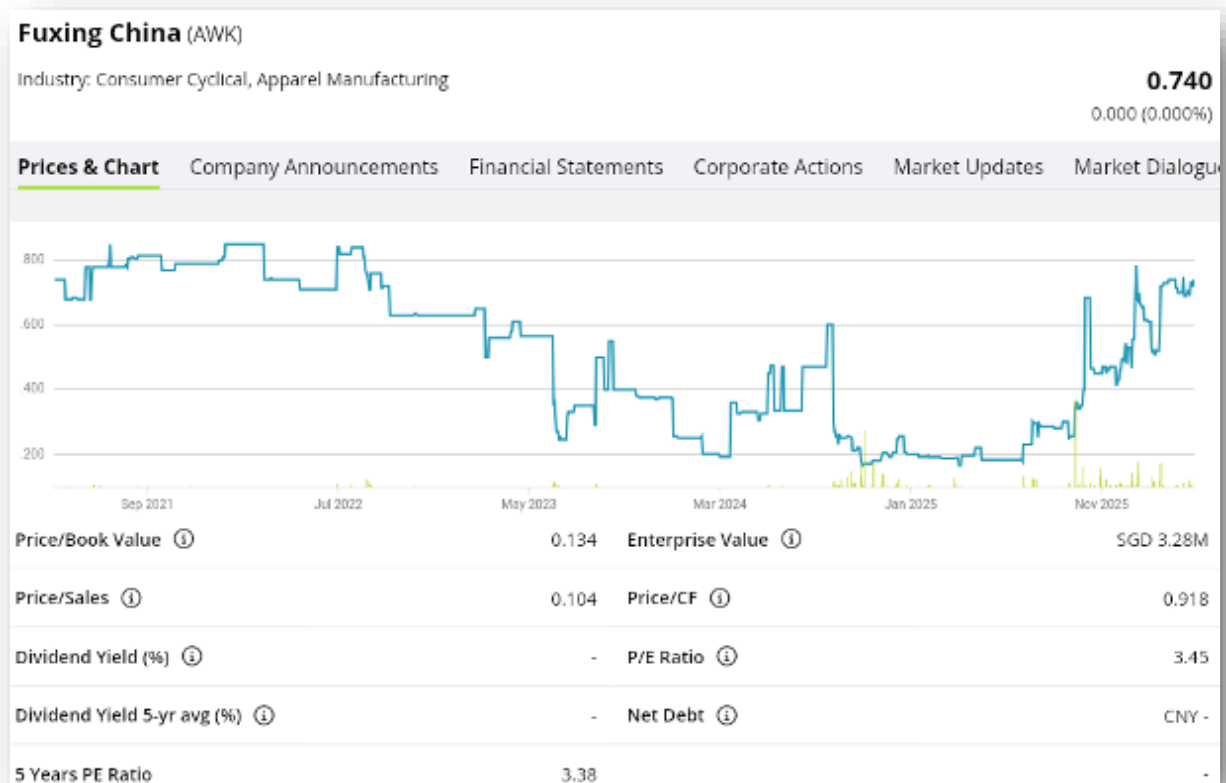 Fuxing China (AWK)
Industry: Consumer Cyclical, Apparel Manufacturing
0.740
0.000 (0.000%)
Prices & Chart Company Announcements Financial Statements Corporate Actions Market Updates Market Dialogu
.800
.600
.400
.200
Sep 2021 Jul 2022 May 2023 Mar 2024 Jan 2025 Nov 2025
Price/Book Value 0.134 Enterprise Value SGD 3.28M
Price/Sales 0.104 Price/CF 0.918
Dividend Yield (%) - P/E Ratio 3.45
Dividend Yield 5-yr avg (%) - Net Debt CNY -
5 Years PE Ratio 3.38 -